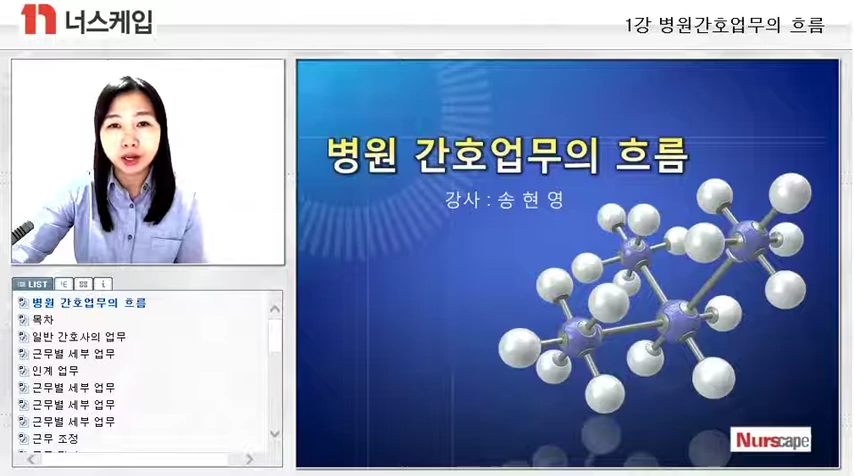 너스케입
1강 병원간호업무의 흐름
병원 간호업무의 흐름
강사 : 송 현 영
LIST
병원 간호업무의 흐름
목차
일반 간호사의 업무
근무별 세부 업무
인계 업무
근무별 세부 업무
근무별 세부 업무
근무별 세부 업무
근무 조정
Nurscape